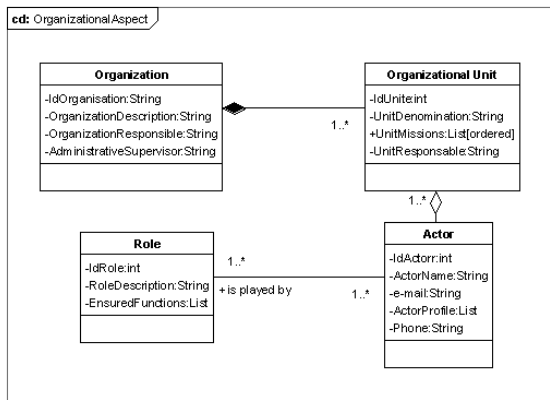 cd: OrganizationalAspect
Organization
-IdOrganisation:String
-OrganizationDescription:String
-OrganizationResponsible:String
-AdministrativeSupervisor:String
1..*
Organizational Unit
-IdUnite:int
-UnitDenomination:String
+UnitMissions:List[ordered]
-UnitResponsable:String
1..*
Role
-IdRole:int
-RoleDescription:String
-EnsuredFunctions:List
1..*
+ is played by
1..*
Actor
-IdActorr:int
-ActorName:String
-e-mail:String
-ActorProfile:List
-Phone:String